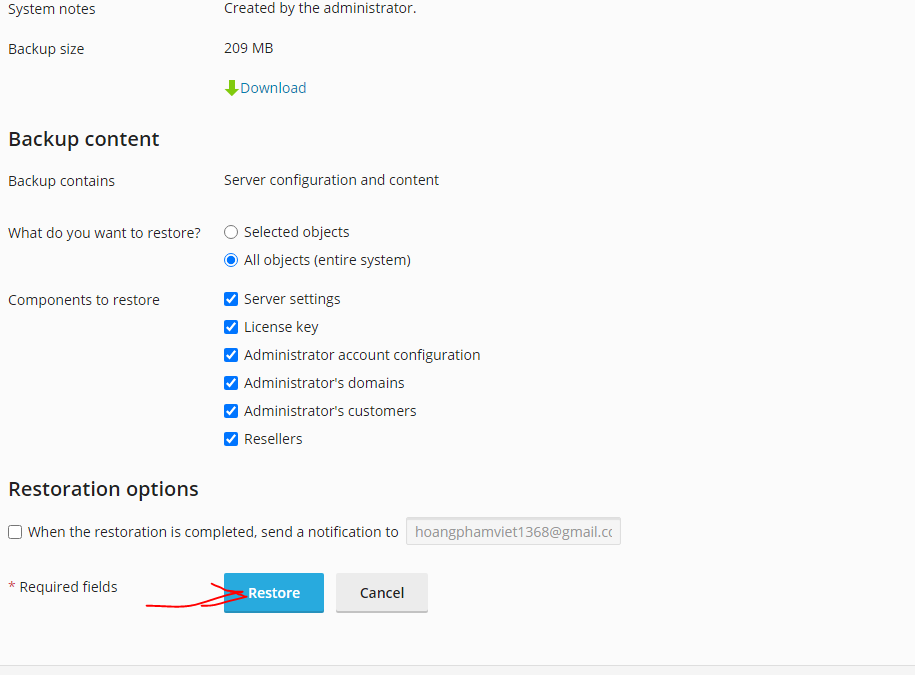 System notes Created by the administrator.
Backup size 209 MB
Download
Backup content
Backup contains Server configuration and content
What do you want to restore? Selected objects
All objects (entire system)
Components to restore Server settings
License key
Administrator account configuration
Administrator's domains
Administrator's customers
Resellers
Restoration options
When the restoration is completed, send a notification to hoangphamviet1368@gmail.cc
* Required fields Restore Cancel